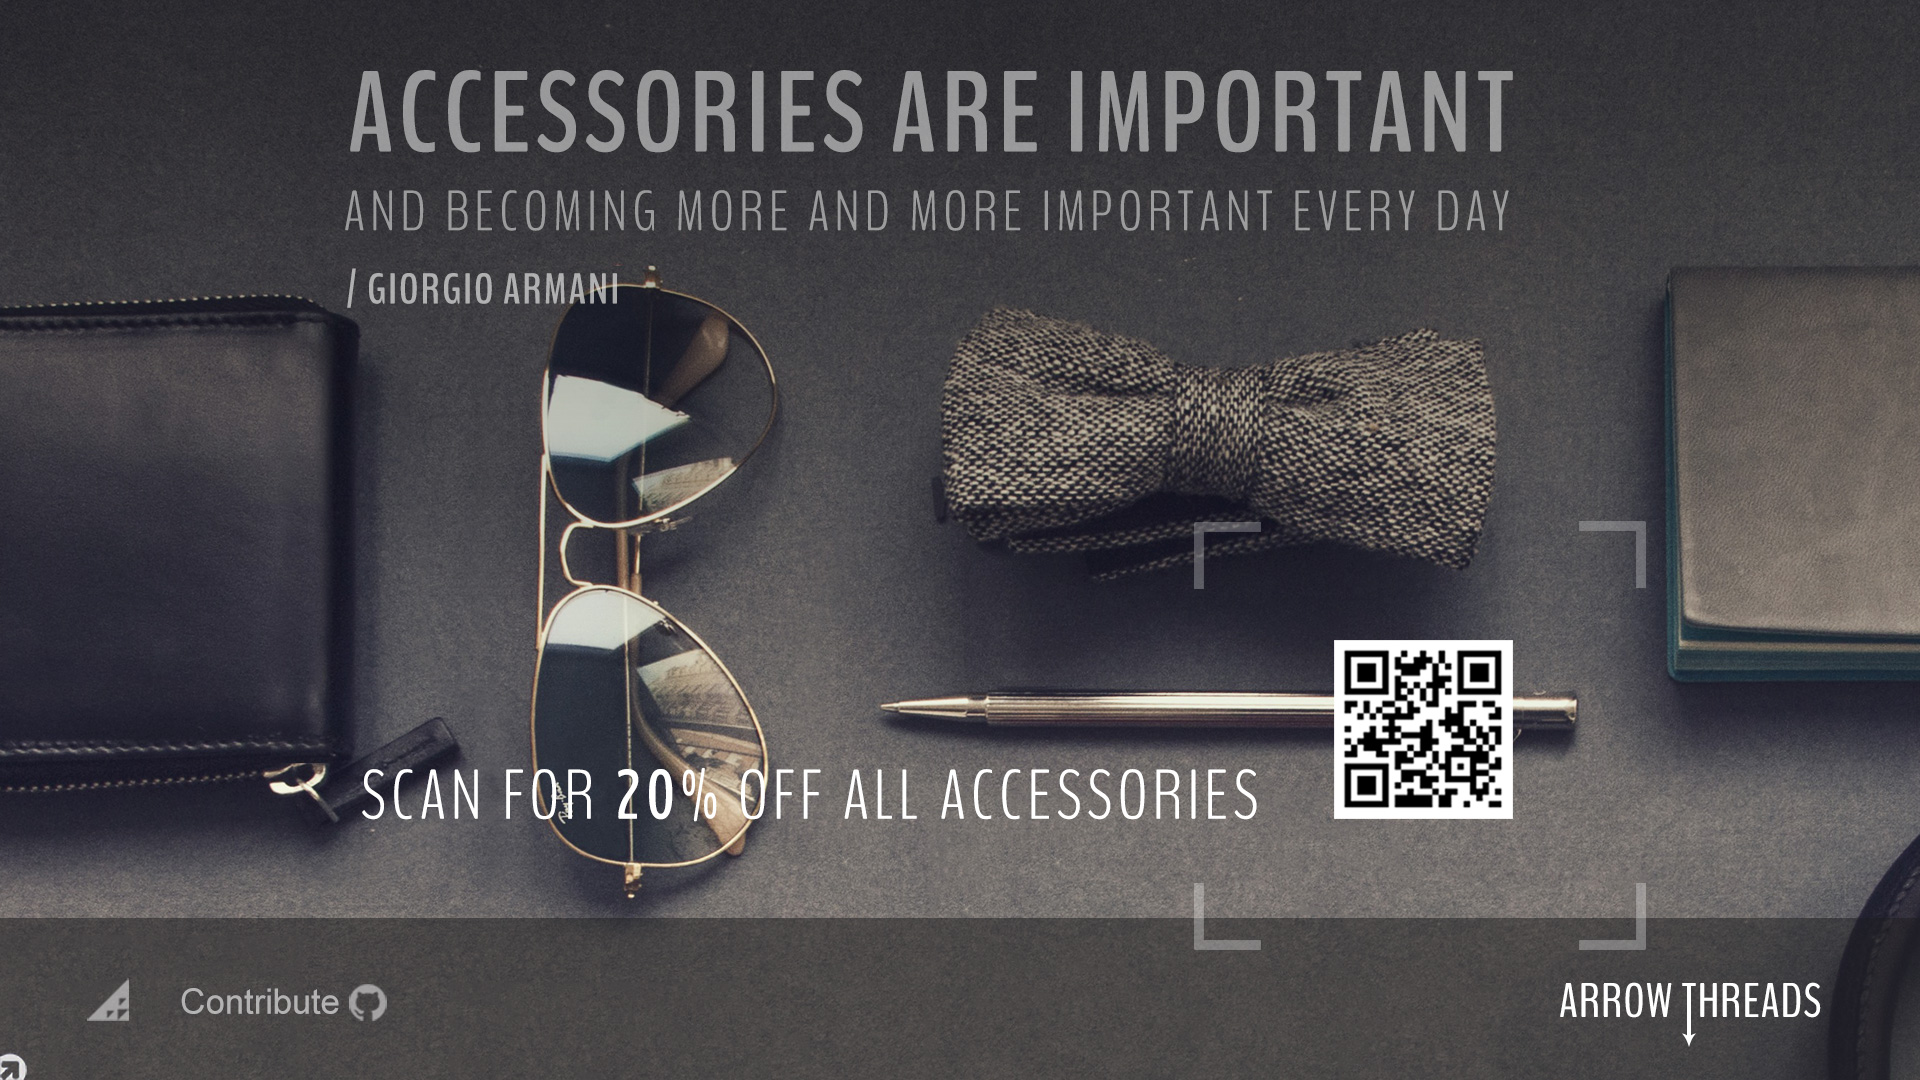 ACCESSORIES ARE IMPORTANT
AND BECOMING MORE AND MORE IMPORTANT EVERY DAY
/ GIORGIO ARMANI
SCAN FOR 20% OFF ALL ACCESSORIES
Contribute
ARROW THREADS